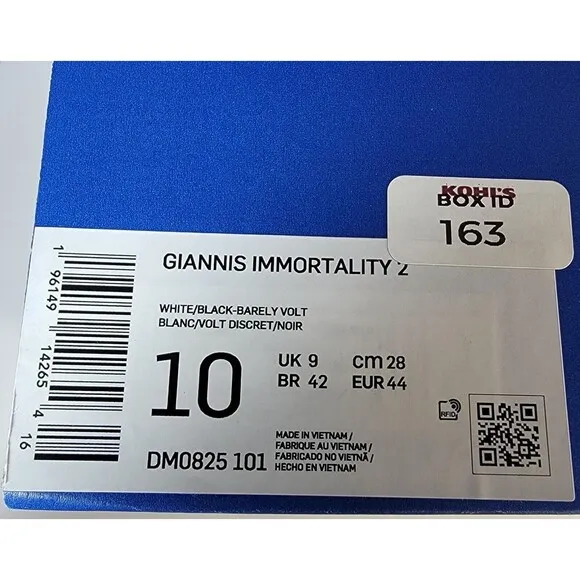 KOHL'S
BOX ID
163
GIANNIS IMMORTALITY 2
WHITE/BLACK-BARELY VOLT
BLANC/VOLT DISCRET/NOIR
10
UK 9
cm 28
BR 42
EUR 44
DM0825 101
MADE IN VIETNAM /
FABRIQUE AU VIETNAM /
FABRICADO NO VIETNÃ /
HECHO EN VIETNAM
RFID
1 96149 14265 4 16